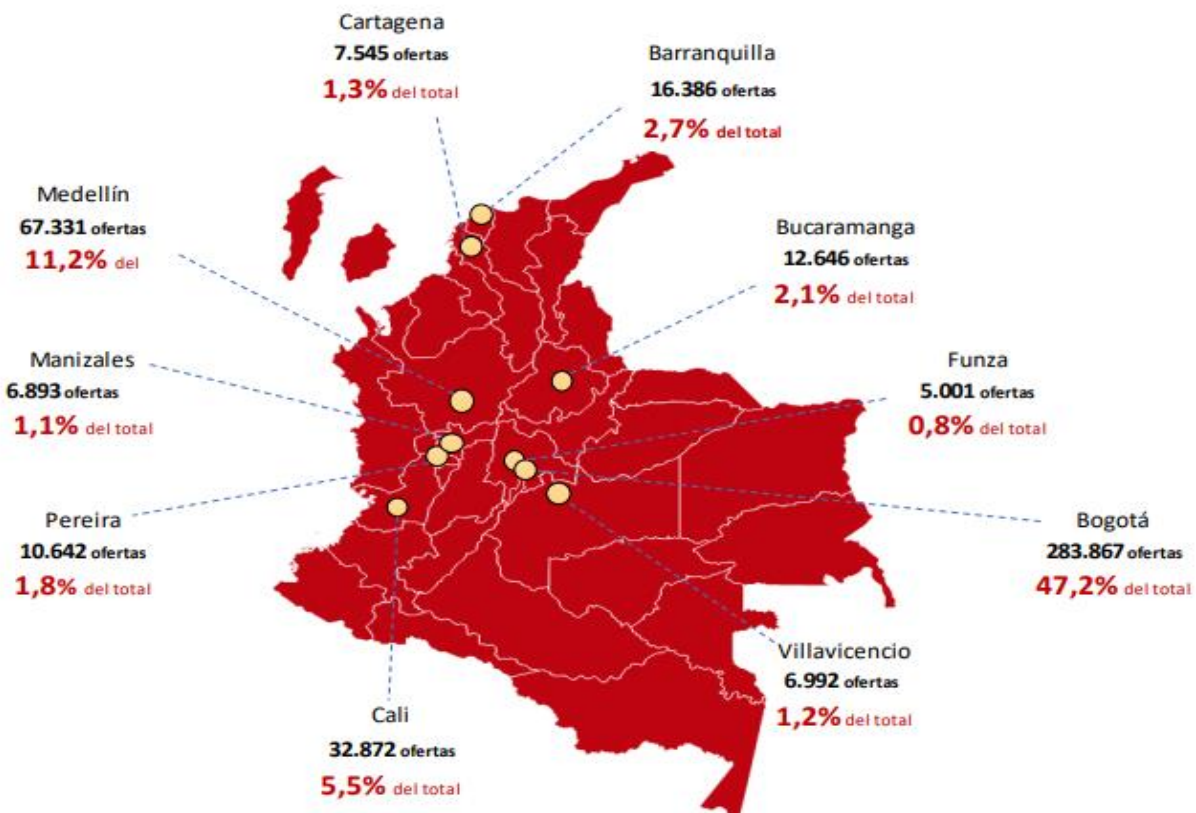 Cartagena
7.545 ofertas
1,3% del total
Barranquilla
16.386 ofertas
2,7% del total
Medellín
67.331 ofertas
11,2% del
Bucaramanga
12.646 ofertas
2,1% del total
Manizales
6.893 ofertas
1,1% del total
Funza
5.001 ofertas
0,8% del total
Pereira
10.642 ofertas
1,8% del total
Bogotá
283.867 ofertas
47,2% del total
Villavicencio
6.992 ofertas
1,2% del total
Cali
32.872 ofertas
5,5% del total